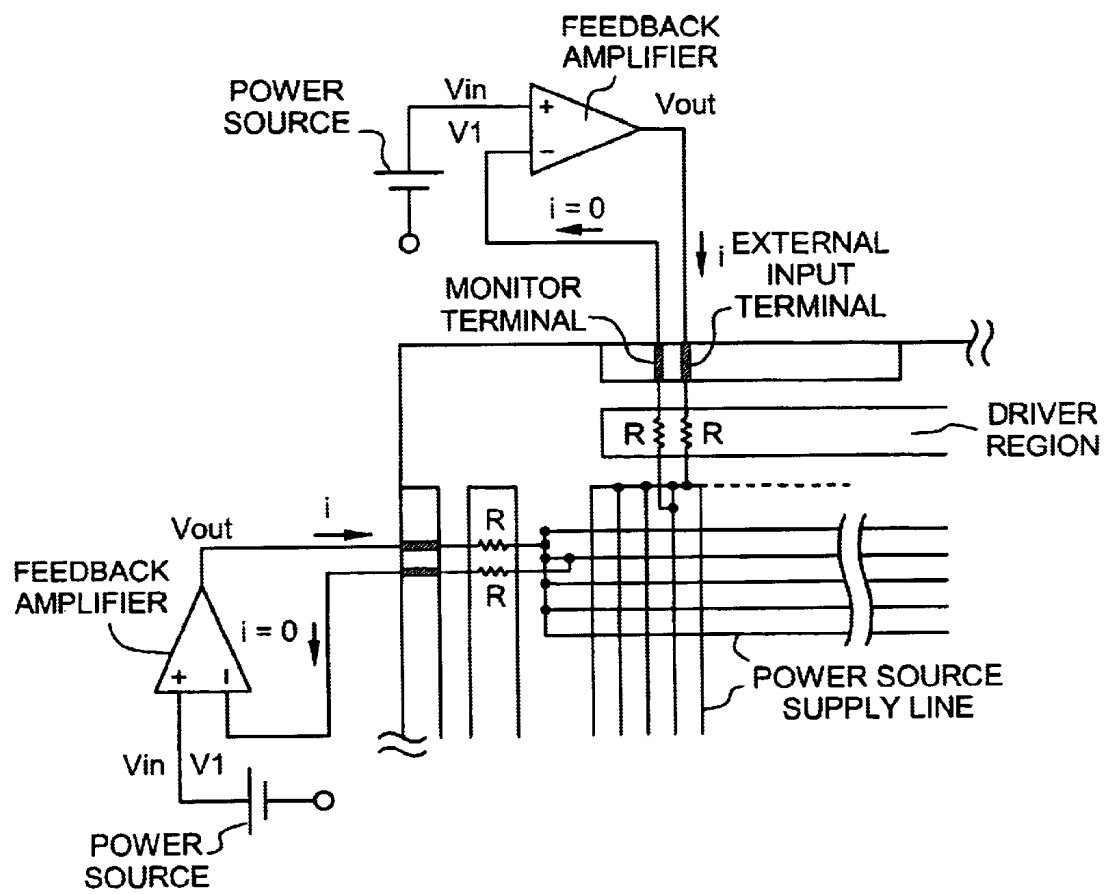 FEEDBACK
AMPLIFIER
POWER
SOURCE
Vin
V1
+
−
Vout
i = 0
i
EXTERNAL
INPUT
TERMINAL
MONITOR
TERMINAL
R
R
DRIVER
REGION
i
Vout
R
R
FEEDBACK
AMPLIFIER
i = 0
+
−
POWER SOURCE
SUPPLY LINE
Vin
V1
POWER
SOURCE